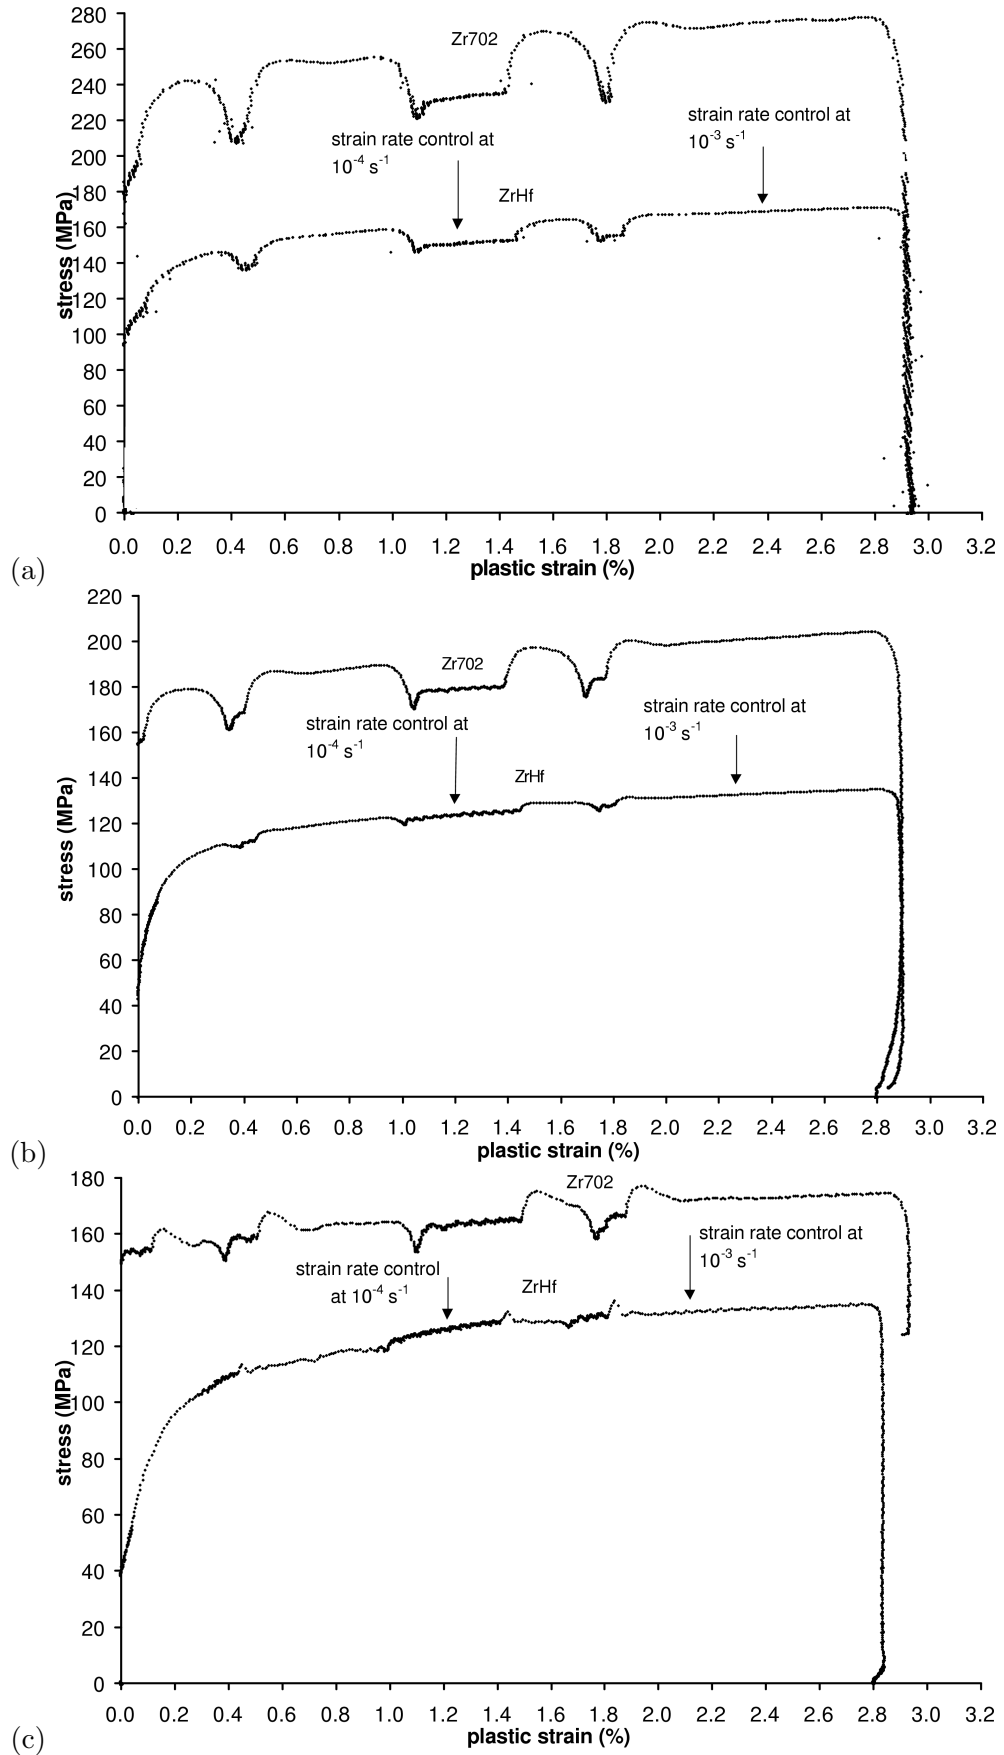 280
260
240
220
200
180
160
140
120
100
80
60
40
20
0
stress (MPa)
Zr702
strain rate control at
10-4 s-1
strain rate control at
10-3 s-1
ZrHf
0.0 0.2 0.4 0.6 0.8 1.0 1.2 1.4 1.6 1.8 2.0 2.2 2.4 2.6 2.8 3.0 3.2
plastic strain (%)
(a)
220
200
180
160
140
120
100
80
60
40
20
0
stress (MPa)
Zr702
strain rate control at
10-4 s-1
strain rate control at
10-3 s-1
ZrHf
0.0 0.2 0.4 0.6 0.8 1.0 1.2 1.4 1.6 1.8 2.0 2.2 2.4 2.6 2.8 3.0 3.2
plastic strain (%)
(b)
180
160
140
120
100
80
60
40
20
0
stress (MPa)
Zr702
strain rate control at
10-3 s-1
strain rate control
at 10-4 s-1
ZrHf
0.0 0.2 0.4 0.6 0.8 1.0 1.2 1.4 1.6 1.8 2.0 2.2 2.4 2.6 2.8 3.0 3.2
plastic strain (%)
(c)